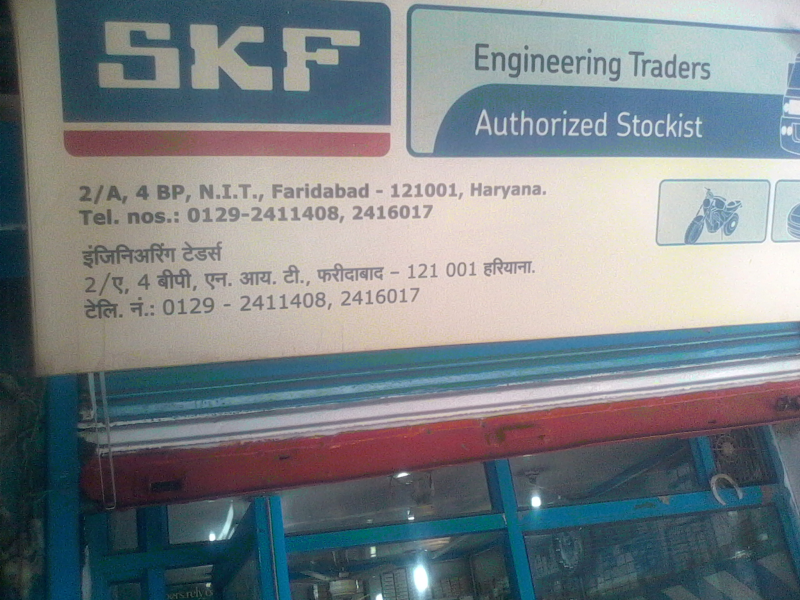 SKF
Engineering Traders
Authorized Stockist
2/A, 4 BP, N.I.T., Faridabad - 121001, Haryana.
Tel. nos.: 0129-2411408, 2416017
इंजिनिअरिंग टेडर्स
2/ए, 4 बीपी, एन. आय. टी., फरीदाबाद – 121 001 हरियाना.
टेलि. नं.: 0129 - 2411408, 2416017